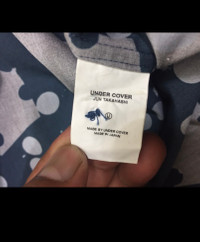 UNDER COVER
JUN TAKAHASHI
U
MADE BY UNDER COVER
MADE IN JAPAN